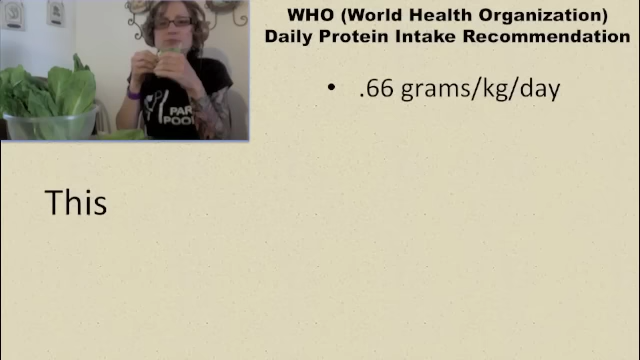 WHO (World Health Organization)
Daily Protein Intake Recommendation
• .66 grams/kg/day
This